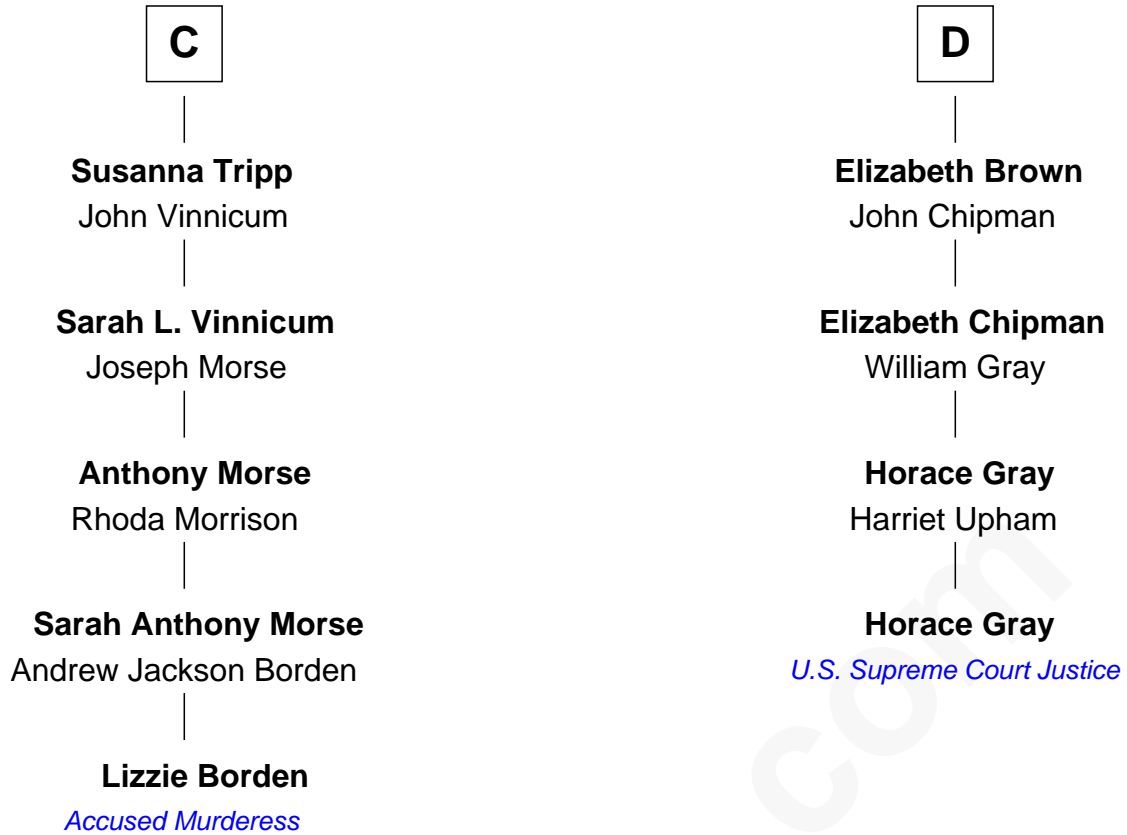 C
Susanna Tripp
John Vinnicum
Sarah L. Vinnicum
Joseph Morse
Anthony Morse
Rhoda Morrison
Sarah Anthony Morse
Andrew Jackson Borden
Lizzie Borden
Accused Murderess
D
Elizabeth Brown
John Chipman
Elizabeth Chipman
William Gray
Horace Gray
Harriet Upham
Horace Gray
U.S. Supreme Court Justice
com